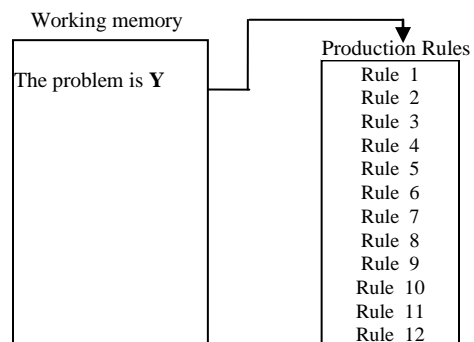 Working memory
The problem is Y
Production Rules
Rule 1
Rule 2
Rule 3
Rule 4
Rule 5
Rule 6
Rule 7
Rule 8
Rule 9
Rule 10
Rule 11
Rule 12